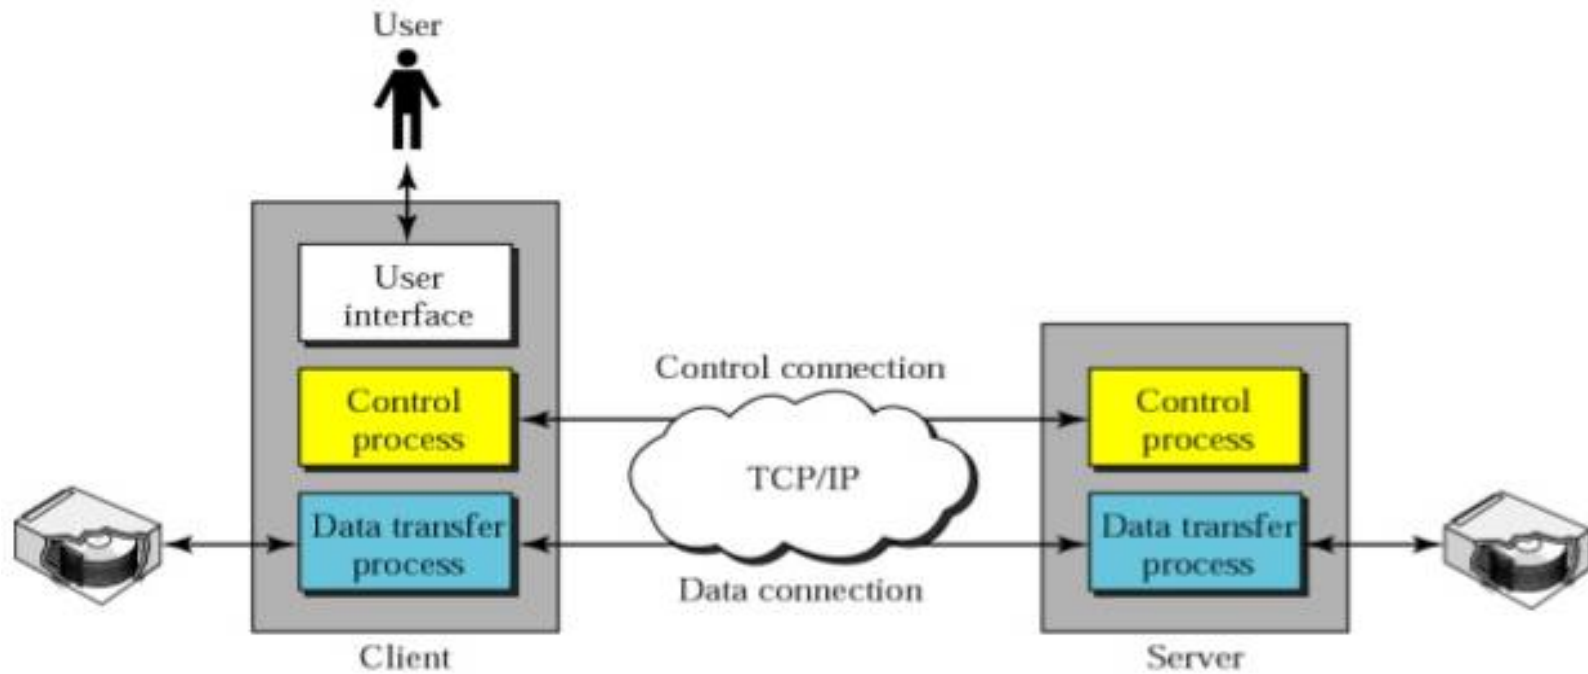 User
User
interface
Control connection
Control
process
Control
process
TCP/IP
Data transfer
process
Data transfer
process
Data connection
Client
Server